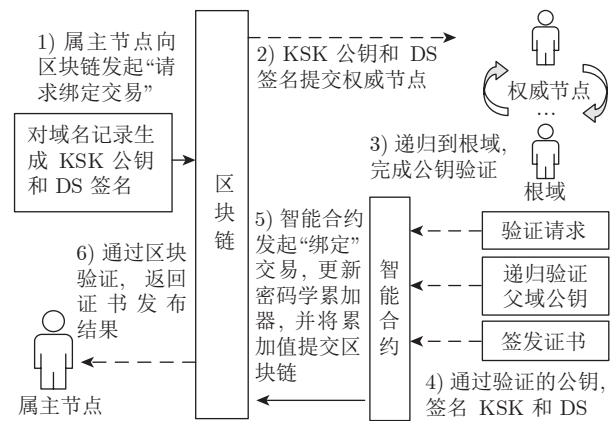 1) 属主节点向
区块链发起“请
求绑定交易”
对域名记录生
成 KSK 公钥
和 DS 签名
区块链
2) KSK 公钥和 DS
签名提交权威节点
权威节点
…
根域
3) 递归到根域,
完成公钥验证
验证请求
递归验证
父域公钥
签发证书
智能合约
4) 通过验证的公钥,
签名 KSK 和 DS
5) 智能合约
发起“绑定”
交易, 更新
密码学累加
器, 并将累
加值提交区
块链
6) 通过区块
验证, 返回
证书发布
结果
属主节点